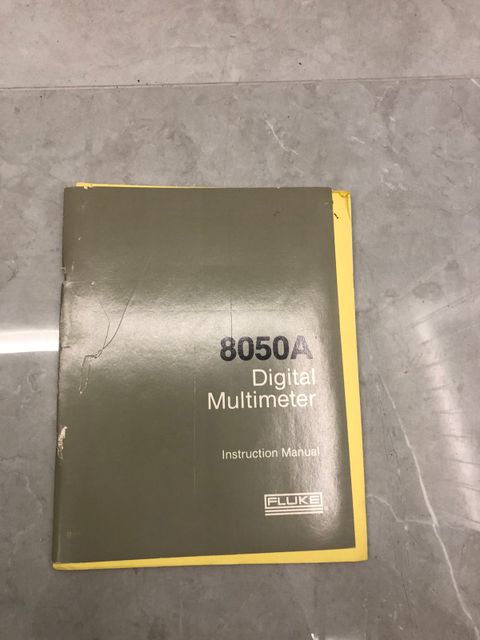 8050A
Digital
Multimeter
Instruction Manual
FLUKE